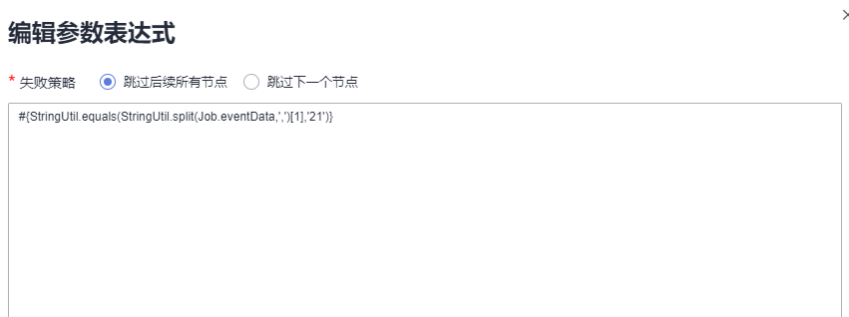 编辑参数表达式
* 失败策略 跳过后续所有节点 跳过下一个节点
#{StringUtil.equals(StringUtil.split(Job.eventData,',')[1],'21')}